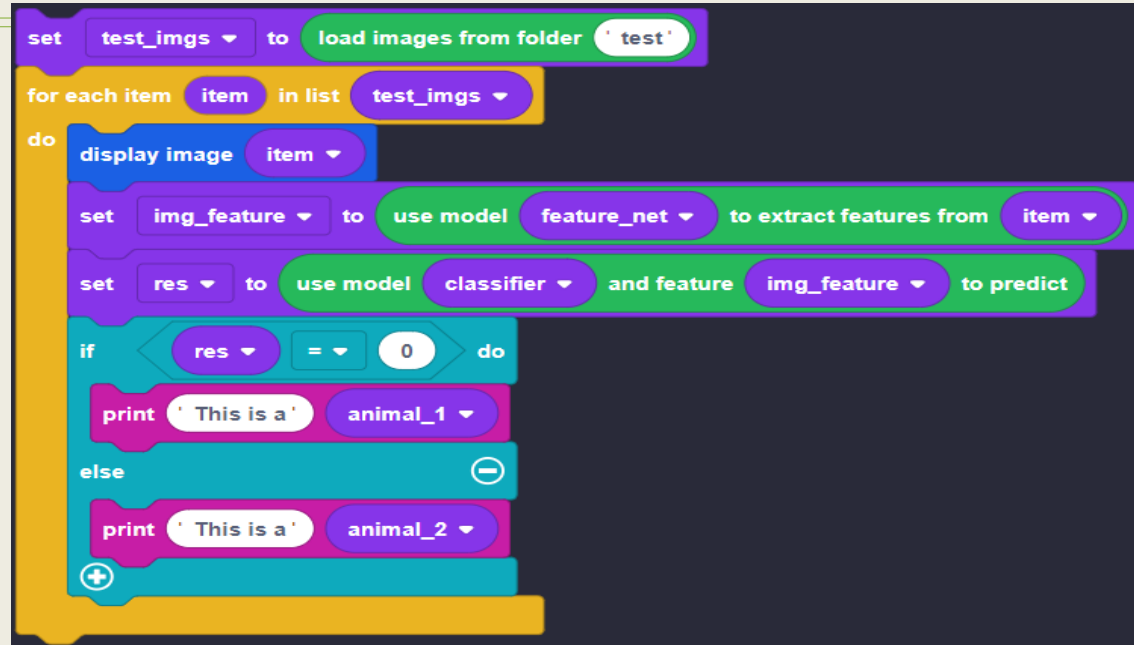 set test_imgs to load images from folder ' test'
for each item item in list test_imgs
do
display image item
set img_feature to use model feature_net to extract features from item
set res to use model classifier and feature img_feature to predict
if res = 0 do
print ' This is a' animal_1
else
print ' This is a' animal_2